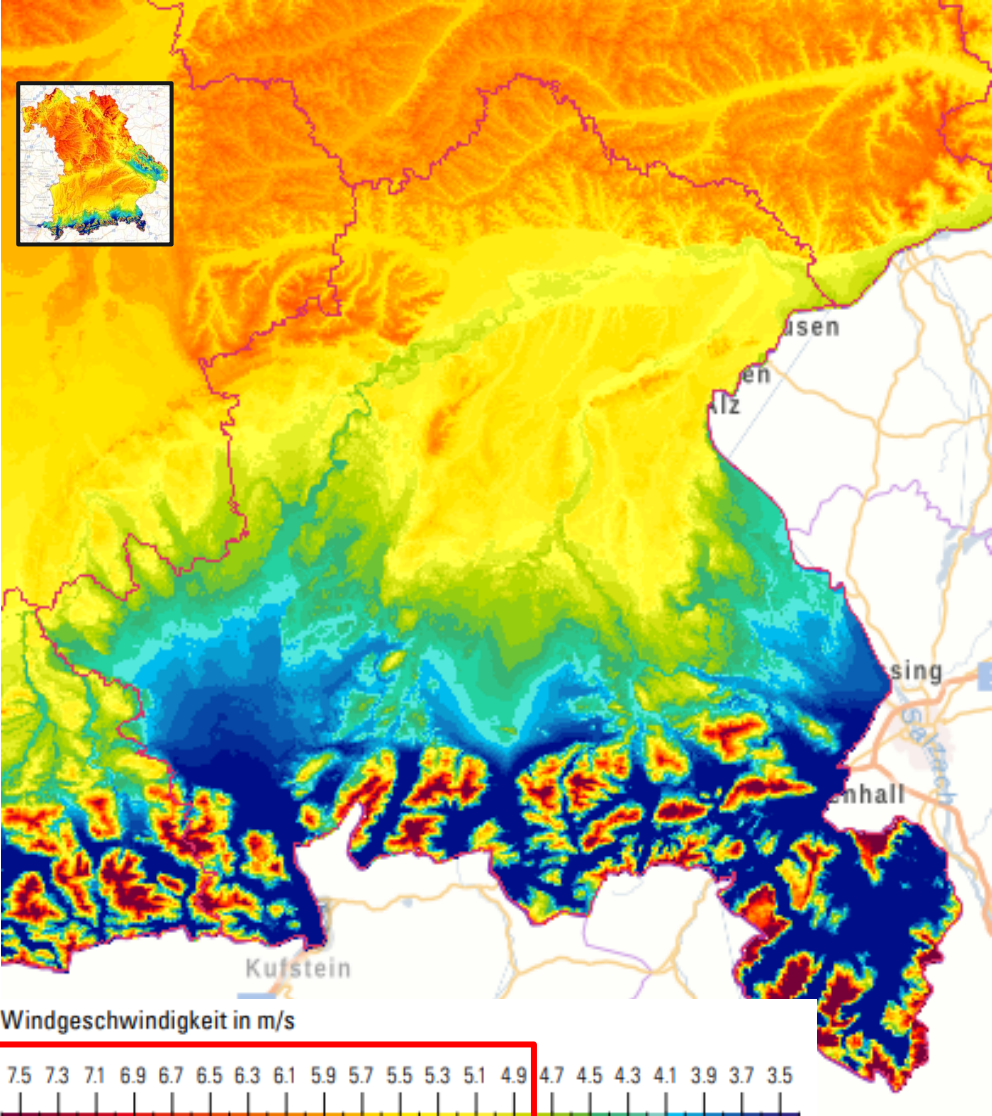 usen
en
Alz
sing
Salzach
enhall
Kufstein
Windgeschwindigkeit in m/s
7.5 7.3 7.1 6.9 6.7 6.5 6.3 6.1 5.9 5.7 5.5 5.3 5.1 4.9 4.7 4.5 4.3 4.1 3.9 3.7 3.5